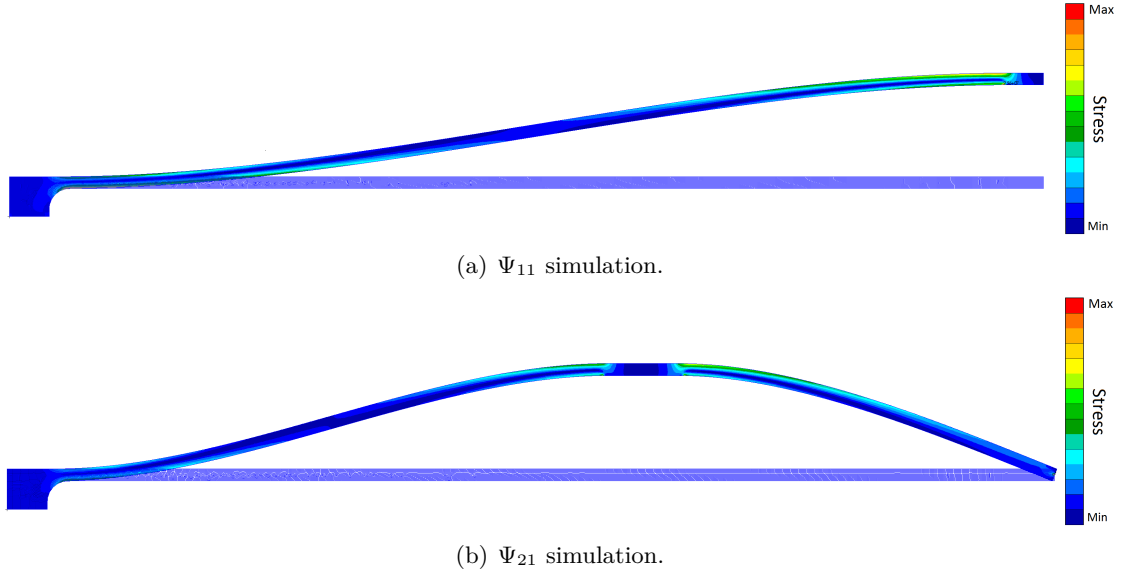 Max
Stress
Min
(a) Ψ₁₁ simulation.
Max
Stress
Min
(b) Ψ₂₁ simulation.